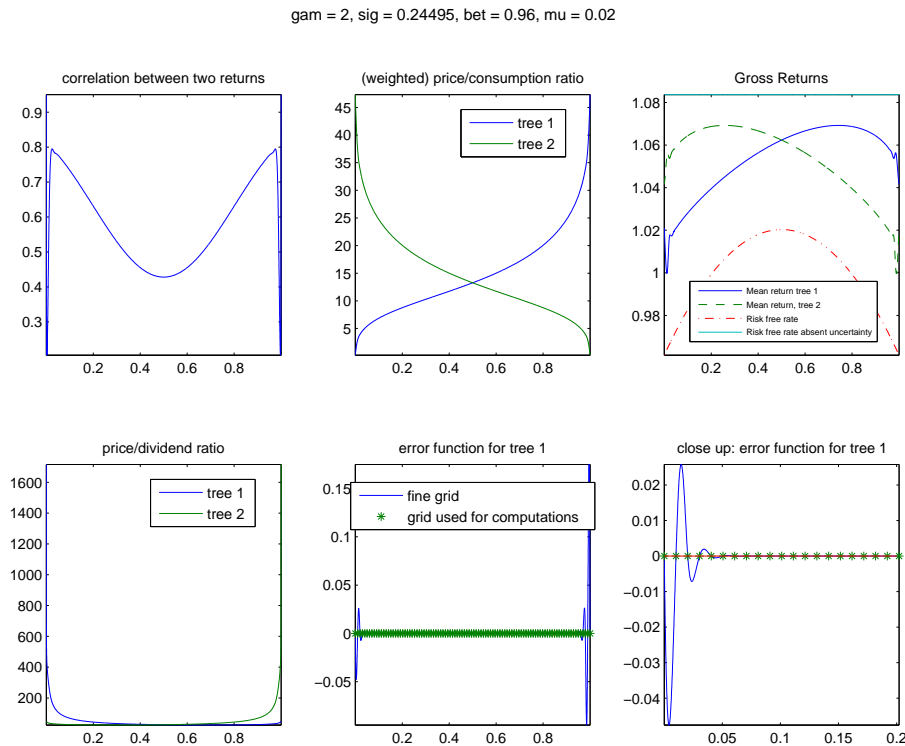 gam = 2, sig = 0.24495, bet = 0.96, mu = 0.02
correlation between two returns
0.9
0.8
0.7
0.6
0.5
0.4
0.3
0.2 0.4 0.6 0.8
(weighted) price/consumption ratio
45
40
35
30
25
20
15
10
5
tree 1
tree 2
0.2 0.4 0.6 0.8
Gross Returns
1.08
1.06
1.04
1.02
1
0.98
Mean return tree 1
Mean return, tree 2
Risk free rate
Risk free rate absent uncertainty
0.2 0.4 0.6 0.8
price/dividend ratio
1600
1400
1200
1000
800
600
400
200
tree 1
tree 2
0.2 0.4 0.6 0.8
error function for tree 1
0.15
0.1
0.05
0
−0.05
fine grid
grid used for computations
0.2 0.4 0.6 0.8
close up: error function for tree 1
0.02
0.01
0
−0.01
−0.02
−0.03
−0.04
0.05 0.1 0.15 0.2